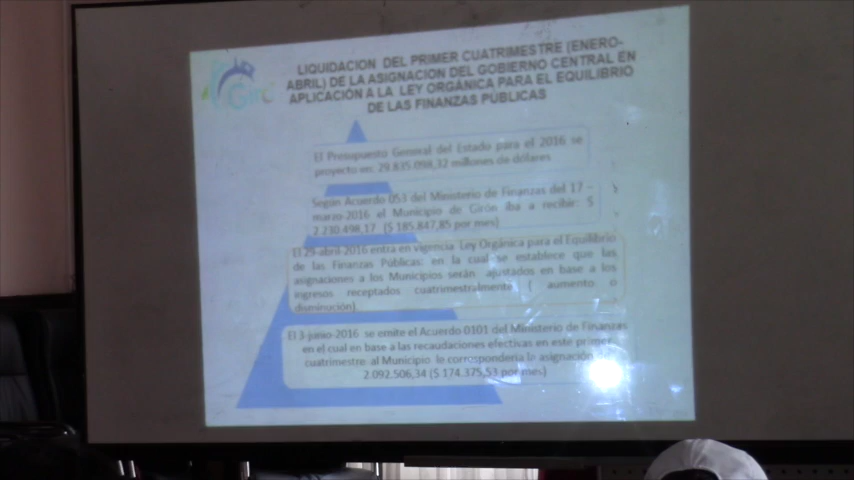 Girón
LIQUIDACION DEL PRIMER CUATRIMESTRE (ENERO-
ABRIL) DE LA ASIGNACION DEL GOBIERNO CENTRAL EN
APLICACIÓN A LA LEY ORGÁNICA PARA EL EQUILIBRIO
DE LAS FINANZAS PÚBLICAS
El Presupuesto General del Estado para el 2016 se
proyecto en: 29.835.098,32 millones de dólares
Según Acuerdo 053 del Ministerio de Finanzas del 17 –
marzo-2016 el Municipio de Girón iba a recibir: $
2.230.498,17 ($ 185.847,85 por mes)
El 29-abril-2016 entra en vigencia Ley Orgánica para el Equilibrio
de las Finanzas Públicas: en la cual se establece que las
asignaciones a los Municipios serán ajustados en base a los
ingresos receptados cuatrimestralmente ( aumento o
disminución)
El 3-junio-2016 se emite el Acuerdo 0101 del Ministerio de Finanzas
en el cual en base a las recaudaciones efectivas en este primer
cuatrimestre al Municipio le correspondería la asignación
2.092.506,34 ($ 174.375,53 por mes)